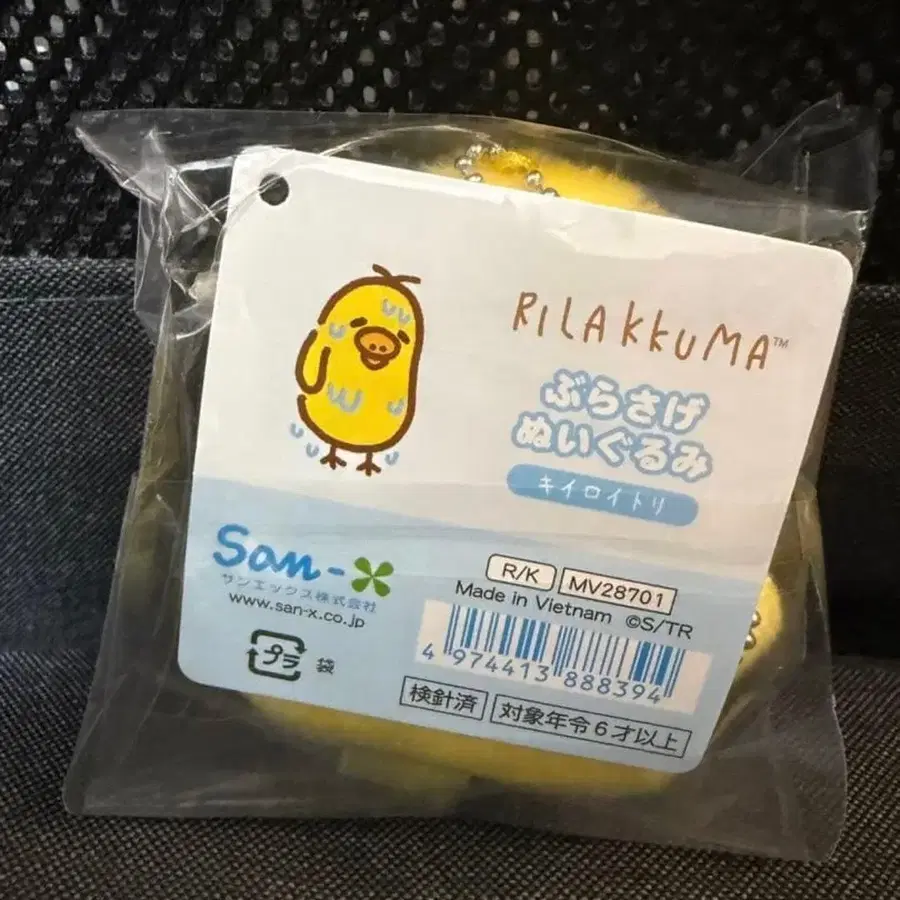 RILAKKUMA™
ぶらさげ
ぬいぐるみ
キイロイトリ
San-X
サンエックス株式会社
www.san-x.co.jp
プラ 袋
R/K MV28701
Made in Vietnam ©S/TR
4 974413 888394
検針済 対象年令6才以上